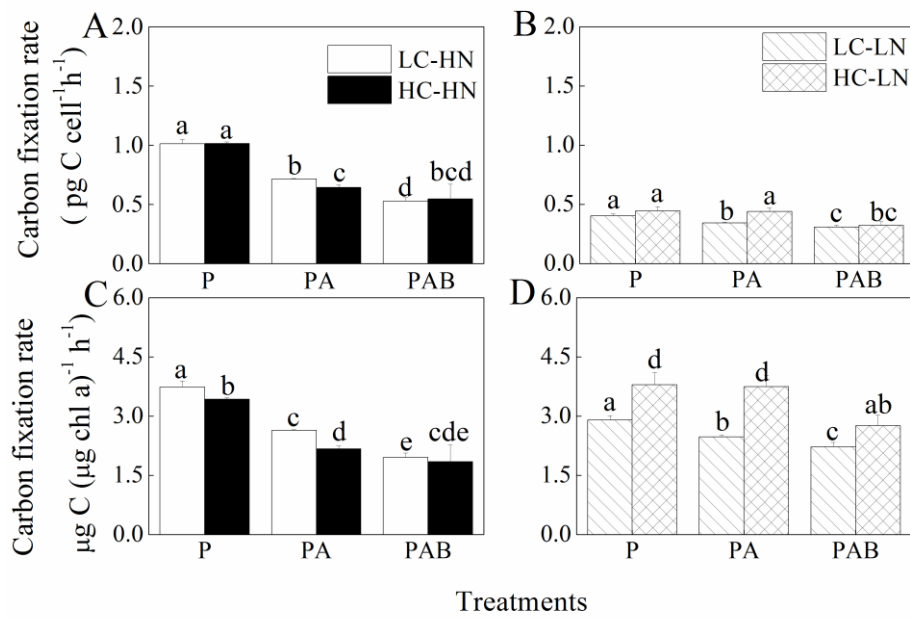 A
B
2.0
1.5
1.0
0.5
0.0
LC-HN
HC-HN
a a b c d bcd
P PA PAB
2.0
1.5
1.0
0.5
0.0
LC-LN
HC-LN
a a b a c bc
P PA PAB
Carbon fixation rate
( pg C cell⁻¹h⁻¹)
C
D
6.0
4.5
3.0
1.5
0.0
a b c d e cde
P PA PAB
6.0
4.5
3.0
1.5
0.0
a d b d c ab
P PA PAB
Carbon fixation rate
µg C (µg chl a)⁻¹ h⁻¹)
Treatments